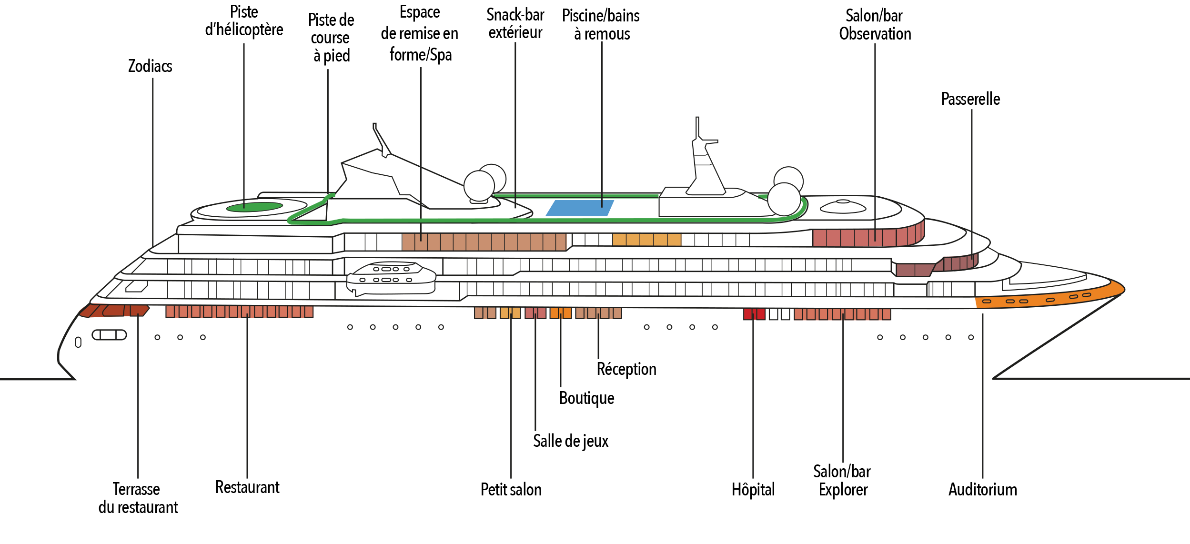 Piste
d'hélicoptère
Piste de
course
à pied
Espace
de remise en
forme/Spa
Snack-bar
extérieur
Piscine/bains
à remous
Salon/bar
Observation
Zodiacs
Passerelle
Réception
Boutique
Salle de jeux
Terrasse
du restaurant
Restaurant
Petit salon
Hôpital
Salon/bar
Explorer
Auditorium